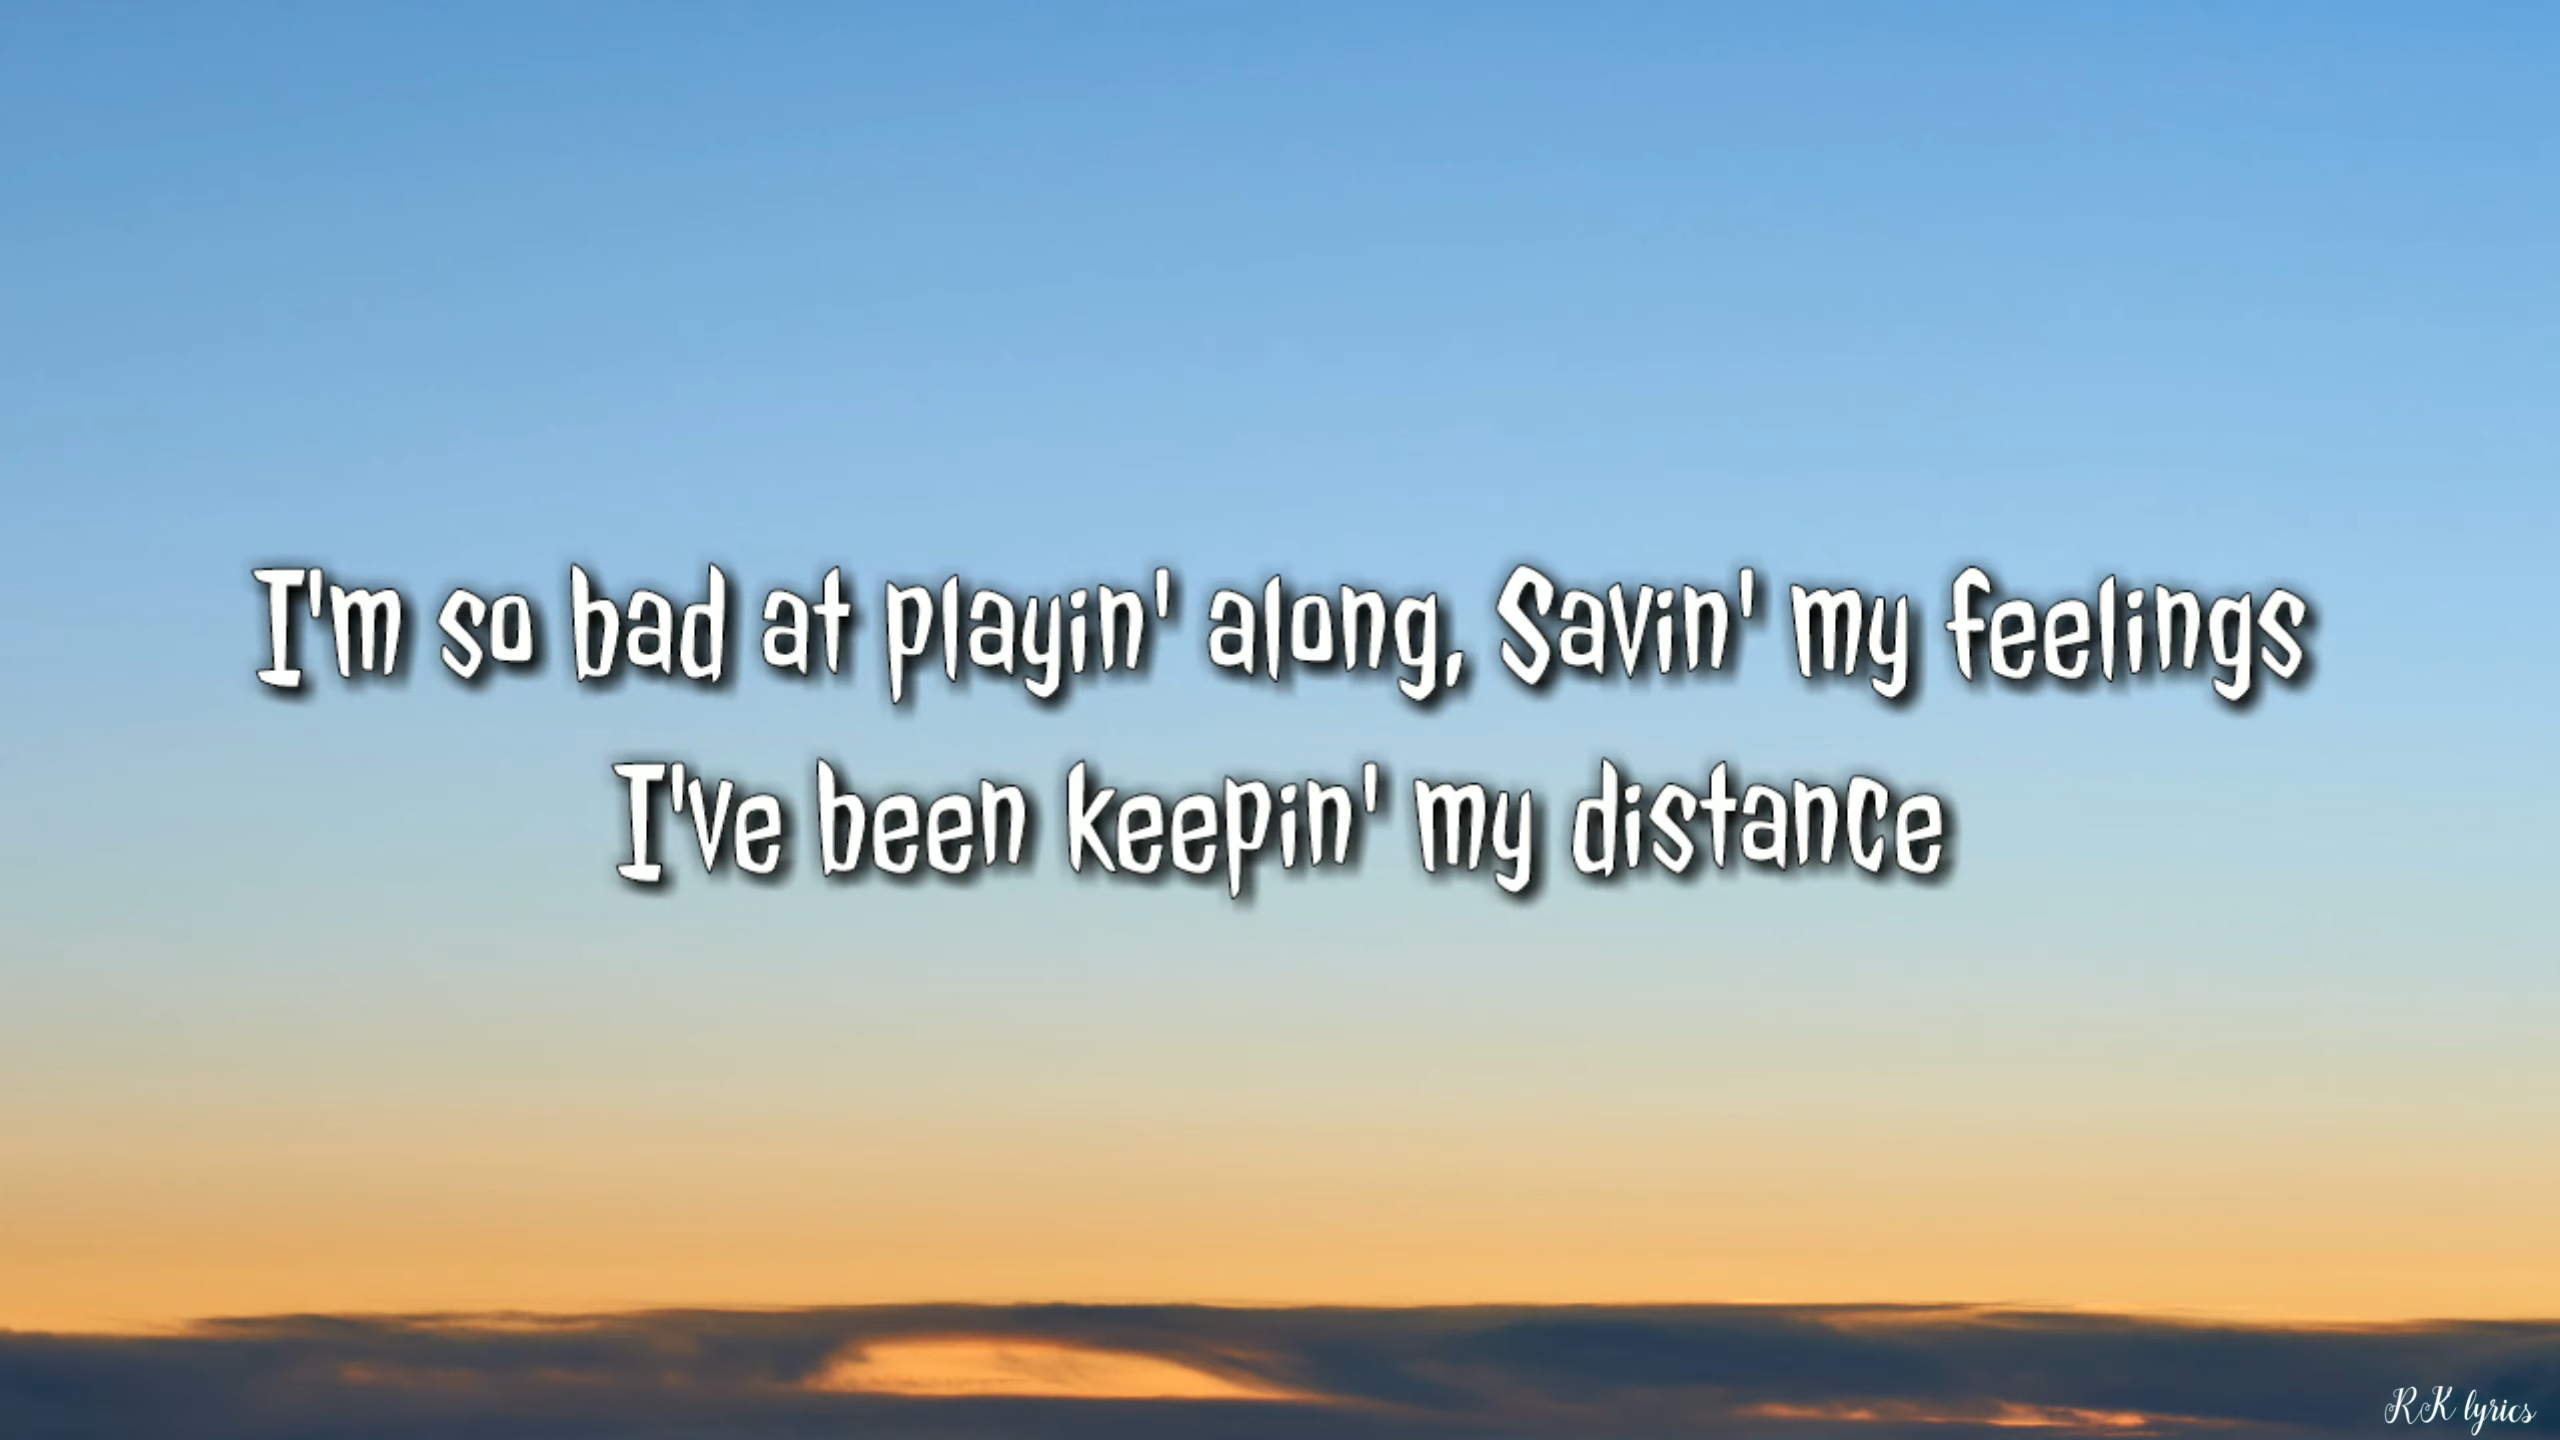 I'm so bad at playin' along, Savin' my feelings
I've been keepin' my distance
RK lyrics